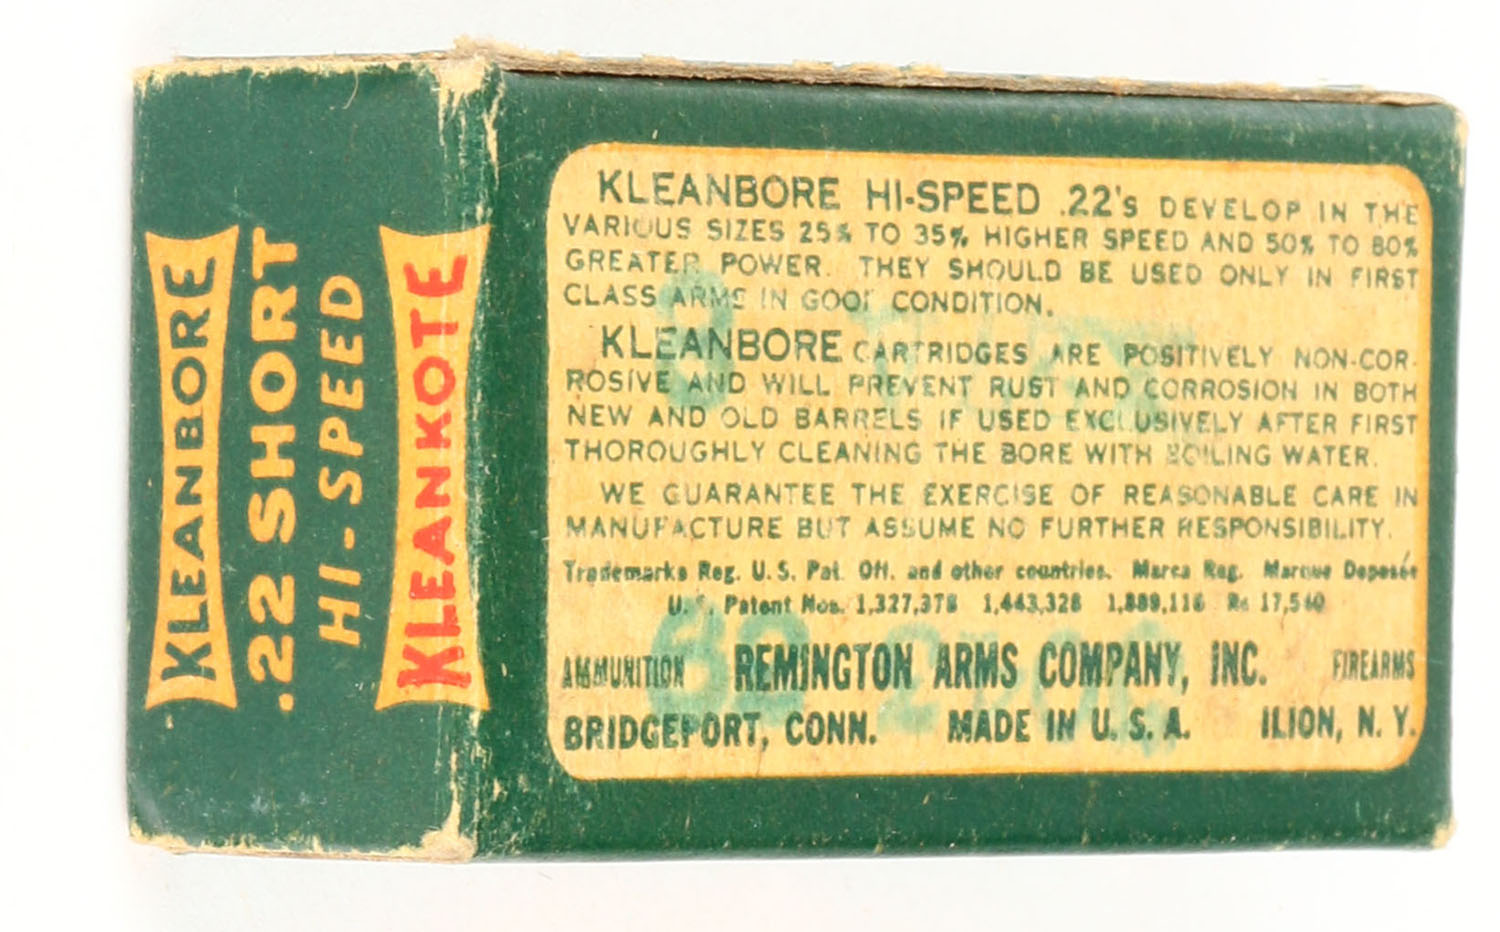 KLEANBORE
.22 SHORT
HI-SPEED
KLEANKOTE
KLEANBORE HI-SPEED .22's DEVELOP IN THE
VARIOUS SIZES 25% TO 35% HIGHER SPEED AND 50% TO 80%
GREATER POWER. THEY SHOULD BE USED ONLY IN FIRST
CLASS ARMS IN GOOD CONDITION.
KLEANBORE CARTRIDGES ARE POSITIVELY NON-COR-
ROSIVE AND WILL PREVENT RUST AND CORROSION IN BOTH
NEW AND OLD BARRELS IF USED EXCLUSIVELY AFTER FIRST
THOROUGHLY CLEANING THE BORE WITH BOILING WATER.
WE GUARANTEE THE EXERCISE OF REASONABLE CARE IN
MANUFACTURE BUT ASSUME NO FURTHER RESPONSIBILITY.
Trademarks Reg. U. S. Pat. Off. and other countries. Marca Reg. Marque Deposée
U. S. Patent Nos. 1,327,378 1,443,328 1,889,116 Re 17,540
AMMUNITION REMINGTON ARMS COMPANY, INC. FIREARMS
BRIDGEPORT, CONN. MADE IN U. S. A. ILION, N. Y.